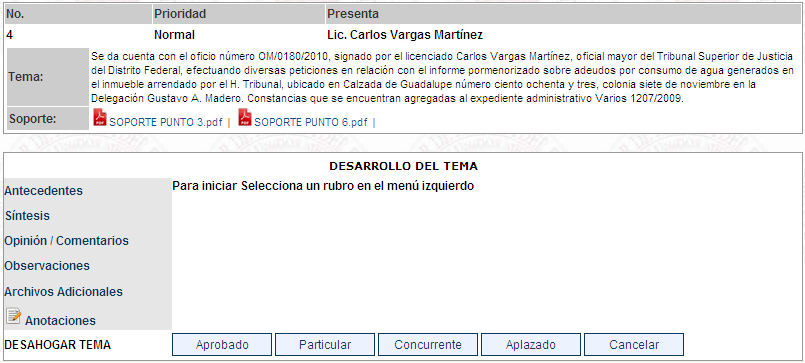 No. Prioridad Presenta
4 Normal Lic. Carlos Vargas Martínez
Tema: Se da cuenta con el oficio número OM/0180/2010, signado por el licenciado Carlos Vargas Martínez, oficial mayor del Tribunal Superior de Justicia
del Distrito Federal, efectuando diversas peticiones en relación con el informe pormenorizado sobre adeudos por consumo de agua generados en
el inmueble arrendado por el H. Tribunal, ubicado en Calzada de Guadalupe número ciento ochenta y tres, colonia siete de noviembre en la
Delegación Gustavo A. Madero. Constancias que se encuentran agregadas al expediente administrativo Varios 1207/2009.
Soporte: SOPORTE PUNTO 3.pdf | SOPORTE PUNTO 6.pdf |
DESARROLLO DEL TEMA
Antecedentes Para iniciar Selecciona un rubro en el menú izquierdo
Síntesis
Opinión / Comentarios
Observaciones
Archivos Adicionales
Anotaciones
DESAHOGAR TEMA Aprobado Particular Concurrente Aplazado Cancelar